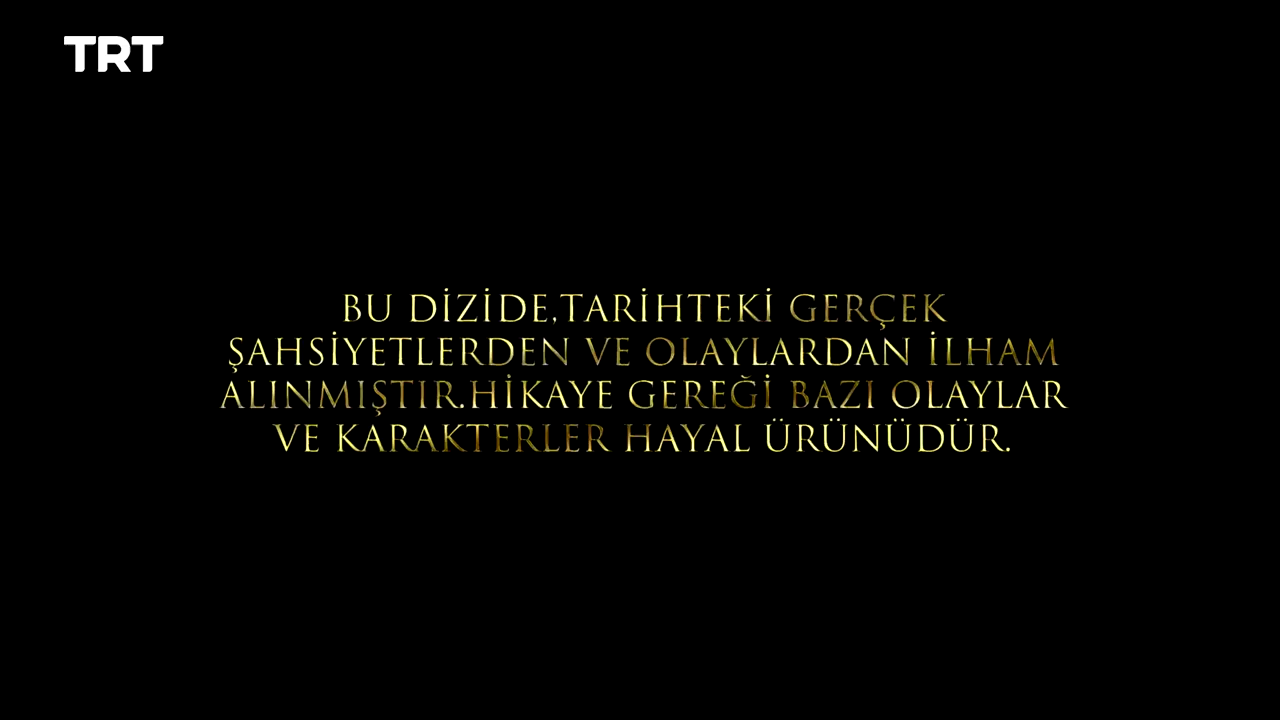 TRT
BU DİZİDE,TARİHTEKİ GERÇEK
ŞAHSİYETLERDEN VE OLAYLARDAN İLHAM
ALINMIŞTIR.HİKAYE GEREĞİ BAZI OLAYLAR
VE KARAKTERLER HAYAL ÜRÜNÜDÜR.